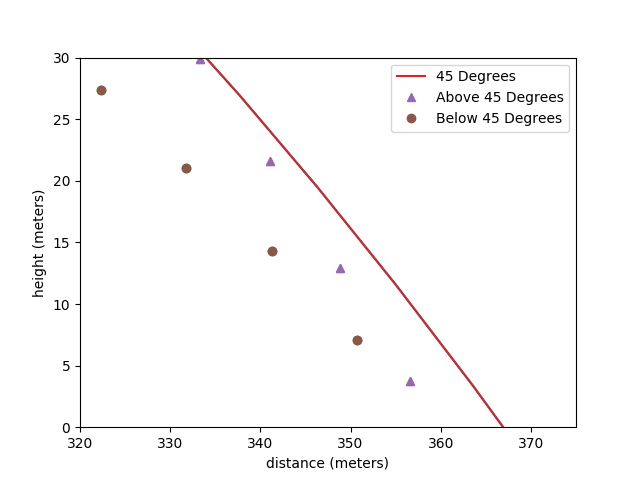 45 Degrees
Above 45 Degrees
Below 45 Degrees
30
25
20
15
10
5
0
height (meters)
320 330 340 350 360 370
distance (meters)